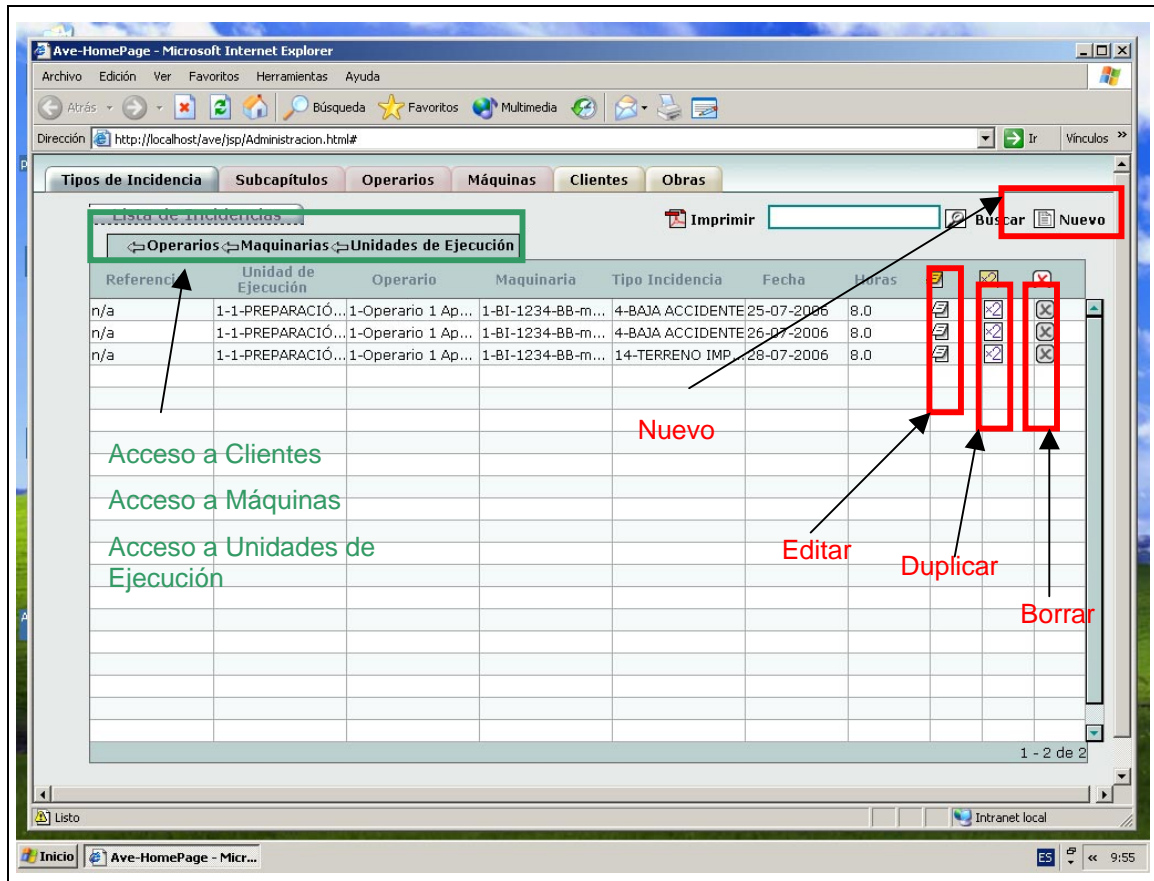 Ave-HomePage - Microsoft Internet Explorer
Archivo Edición Ver Favoritos Herramientas Ayuda
Atrás Búsqueda Favoritos Multimedia
Dirección http://localhost/ave/jsp/Administracion.html# Ir Vínculos »
Tipos de Incidencia Subcapítulos Operarios Máquinas Clientes Obras
Lista de Incidencias Imprimir Buscar Nuevo
Operarios Maquinarias Unidades de Ejecución
Referencia Unidad de Ejecución Operario Maquinaria Tipo Incidencia Fecha Horas x2
n/a 1-1-PREPARACIÓ... 1-Operario 1 Ap... 1-BI-1234-BB-m... 4-BAJA ACCIDENTE 25-07-2006 8.0 x2
n/a 1-1-PREPARACIÓ... 1-Operario 1 Ap... 1-BI-1234-BB-m... 4-BAJA ACCIDENTE 26-07-2006 8.0 x2
n/a 1-1-PREPARACIÓ... 1-Operario 1 Ap... 1-BI-1234-BB-m... 14-TERRENO IMP... 28-07-2006 8.0 x2
Nuevo
Acceso a Clientes
Acceso a Máquinas
Acceso a Unidades de
Ejecución
Editar
Duplicar
Borrar
1 - 2 de 2
Listo Intranet local
Inicio Ave-HomePage - Micr... ES « 9:55